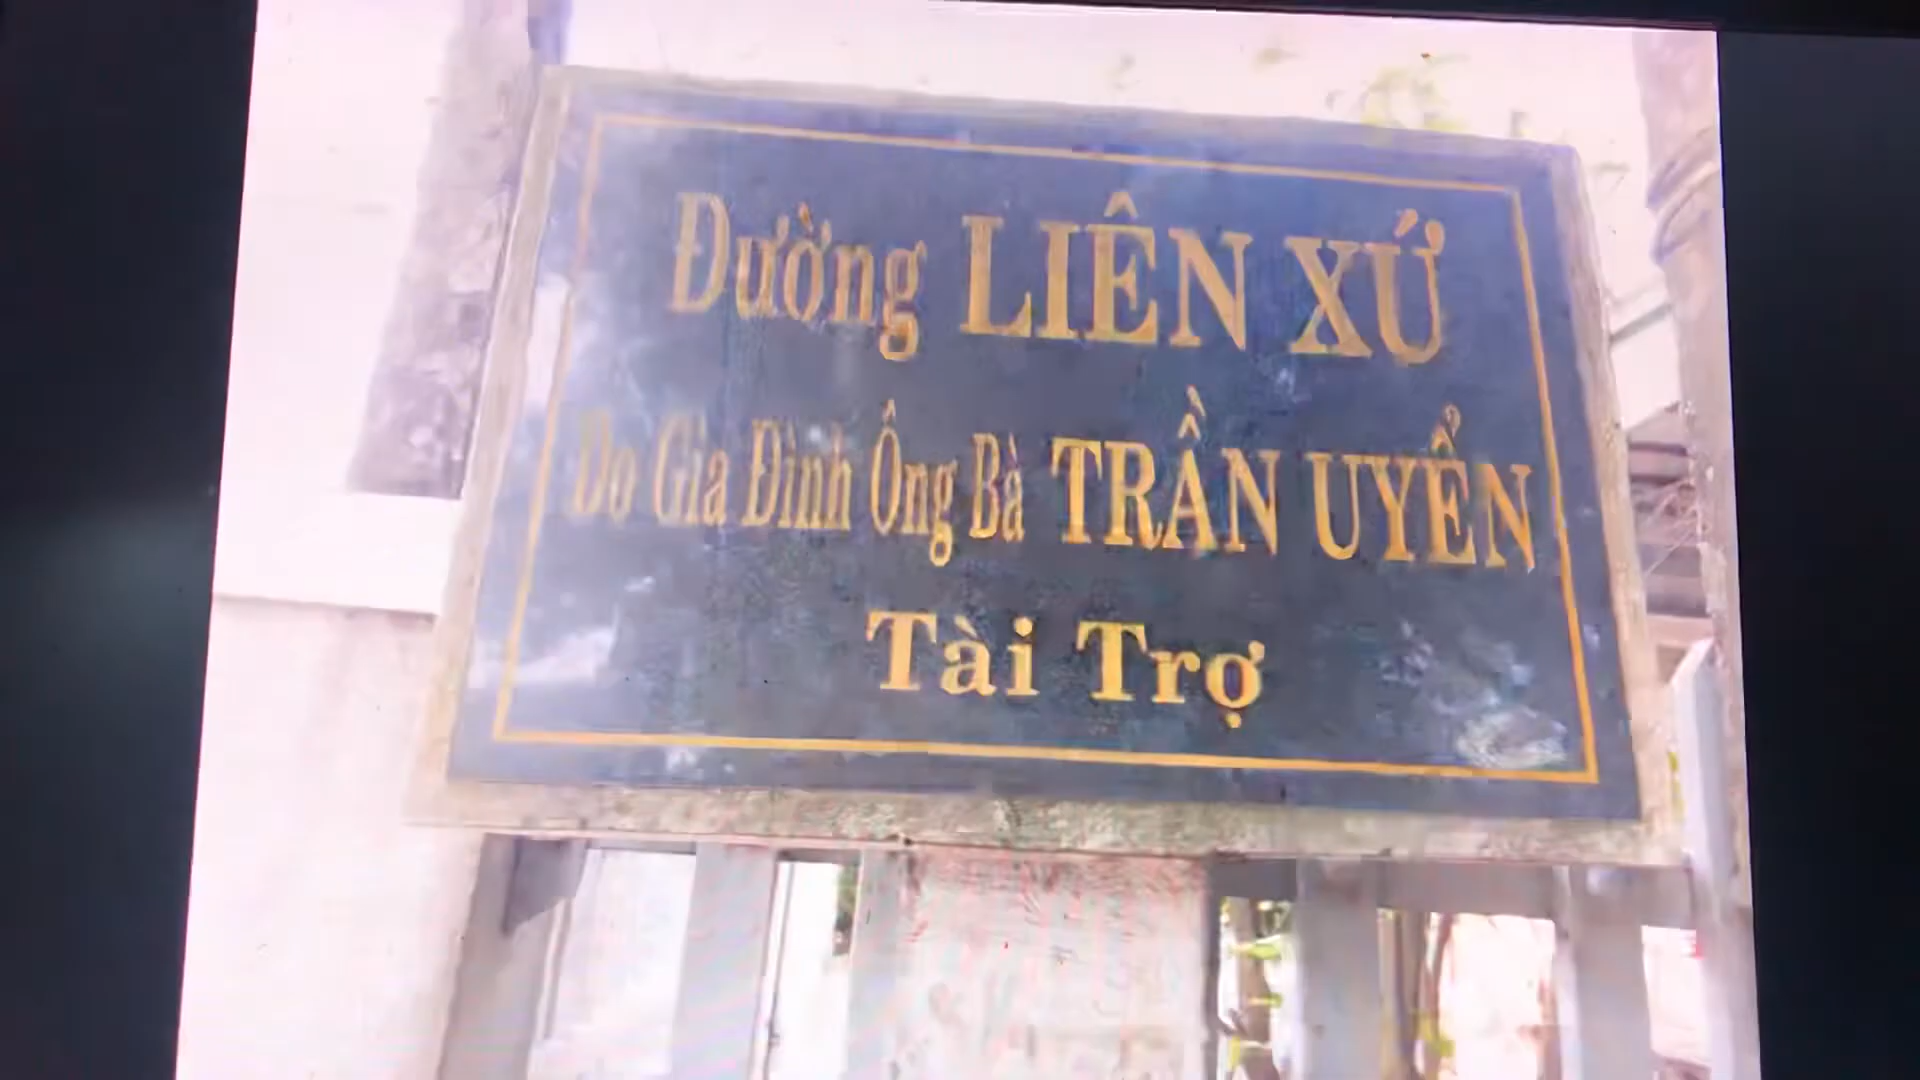 Đường LIÊN XỨ
Do Gia Đình Ông Bà TRẦN UYỂN
Tài Trợ